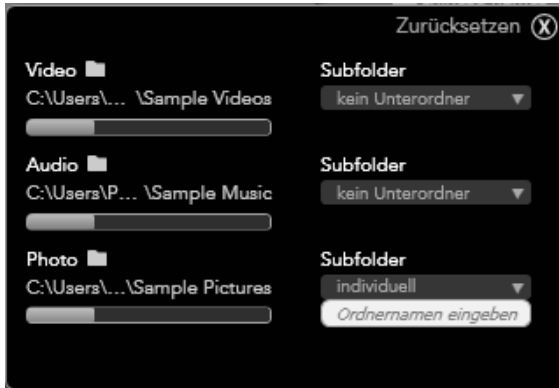 Zurücksetzen X
Video
Subfolder
C:\Users\... \Sample Videos
kein Unterordner
Audio
Subfolder
C:\Users\P... \Sample Music
kein Unterordner
Photo
Subfolder
C:\Users\...\Sample Pictures
individuell
Ordnernamen eingeben